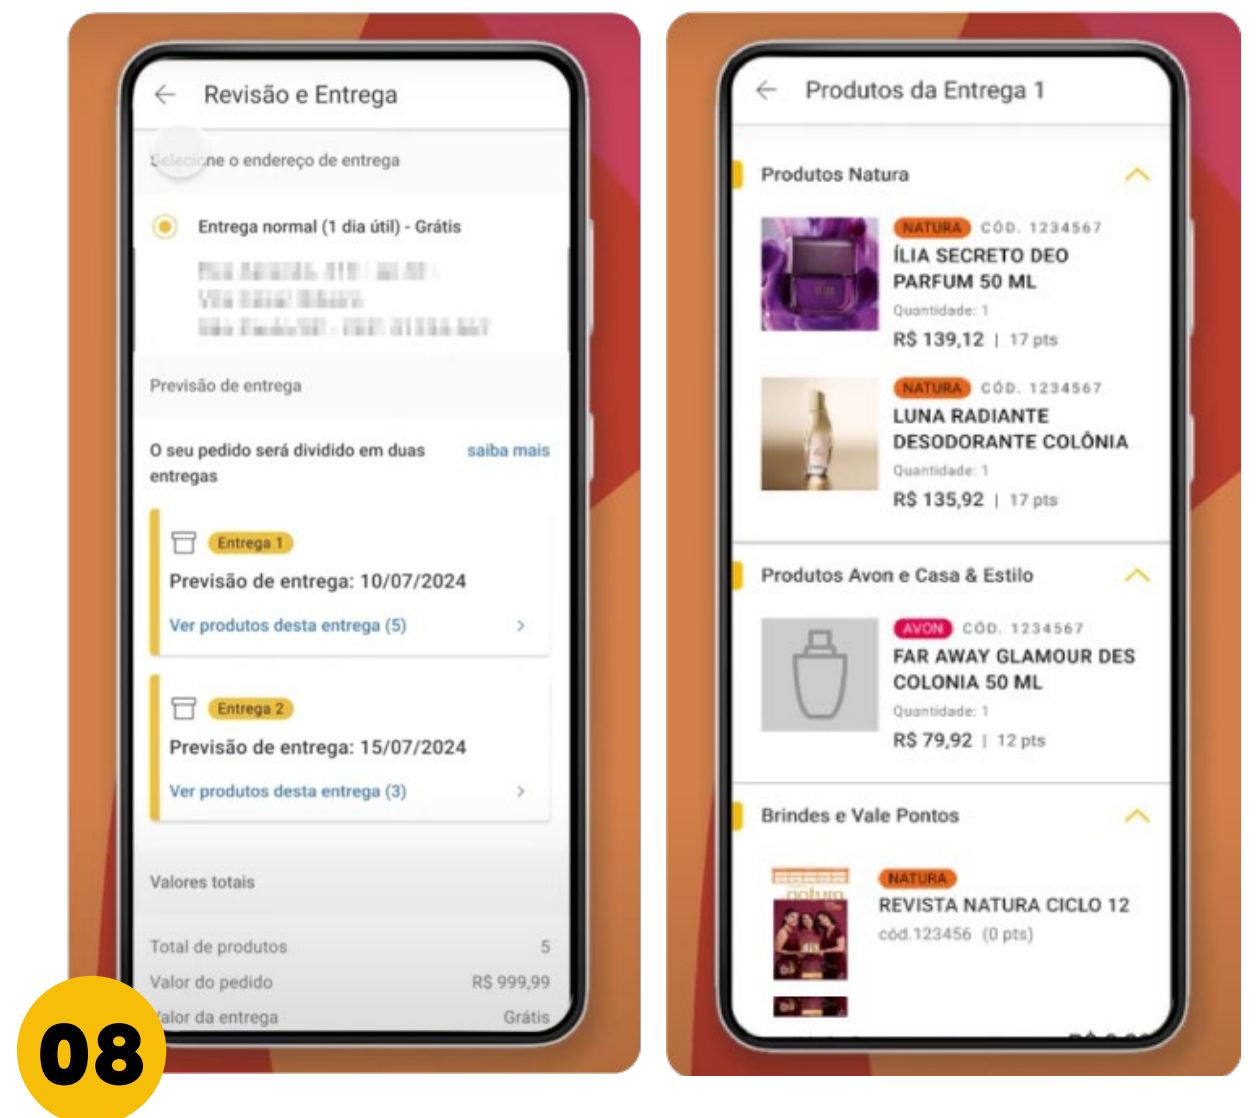 Revisão e Entrega
Selecione o endereço de entrega
Entrega normal (1 dia útil) - Grátis
Previsão de entrega
O seu pedido será dividido em duas entregas
saiba mais
Entrega 1
Previsão de entrega: 10/07/2024
Ver produtos desta entrega (5)
Entrega 2
Previsão de entrega: 15/07/2024
Ver produtos desta entrega (3)
Valores totais
Total de produtos 5
Valor do pedido R$ 999,99
Valor da entrega Grátis
08
Produtos da Entrega 1
Produtos Natura
NATURA CÓD. 1234567
ÍLIA SECRETO DEO
PARFUM 50 ML
Quantidade: 1
R$ 139,12 | 17 pts
NATURA CÓD. 1234567
LUNA RADIANTE
DESODORANTE COLÔNIA
Quantidade: 1
R$ 135,92 | 17 pts
Produtos Avon e Casa & Estilo
AVON CÓD. 1234567
FAR AWAY GLAMOUR DES
COLONIA 50 ML
Quantidade: 1
R$ 79,92 | 12 pts
Brindes e Vale Pontos
natura
NATURA
REVISTA NATURA CICLO 12
cód.123456 (0 pts)